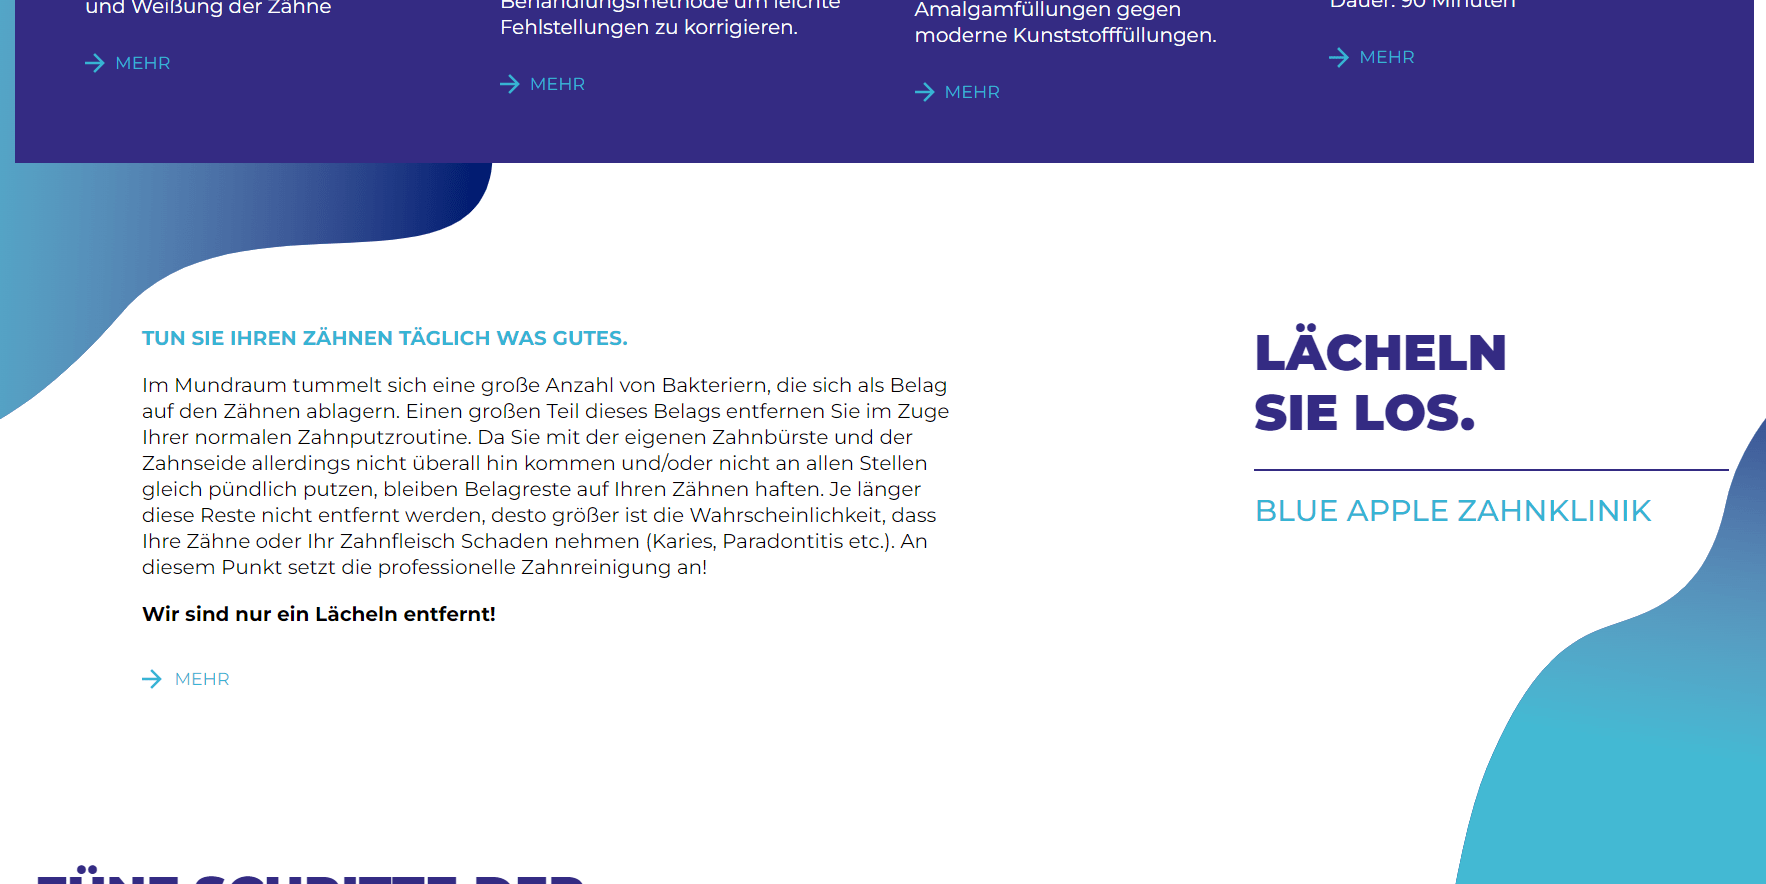 und Weißung der Zähne
→ MEHR
Behandlungsmethode um leichte
Fehlstellungen zu korrigieren.
→ MEHR
Amalgamfüllungen gegen
moderne Kunststofffüllungen.
→ MEHR
Dauer: 90 Minuten
→ MEHR
TUN SIE IHREN ZÄHNEN TÄGLICH WAS GUTES.
Im Mundraum tummelt sich eine große Anzahl von Bakteriern, die sich als Belag
auf den Zähnen ablagern. Einen großen Teil dieses Belags entfernen Sie im Zuge
Ihrer normalen Zahnputzroutine. Da Sie mit der eigenen Zahnbürste und der
Zahnseide allerdings nicht überall hin kommen und/oder nicht an allen Stellen
gleich pündlich putzen, bleiben Belagreste auf Ihren Zähnen haften. Je länger
diese Reste nicht entfernt werden, desto größer ist die Wahrscheinlichkeit, dass
Ihre Zähne oder Ihr Zahnfleisch Schaden nehmen (Karies, Paradontitis etc.). An
diesem Punkt setzt die professionelle Zahnreinigung an!
Wir sind nur ein Lächeln entfernt!
→ MEHR
LÄCHELN
SIE LOS.
BLUE APPLE ZAHNKLINIK
FÜNF SCHRITTE DER